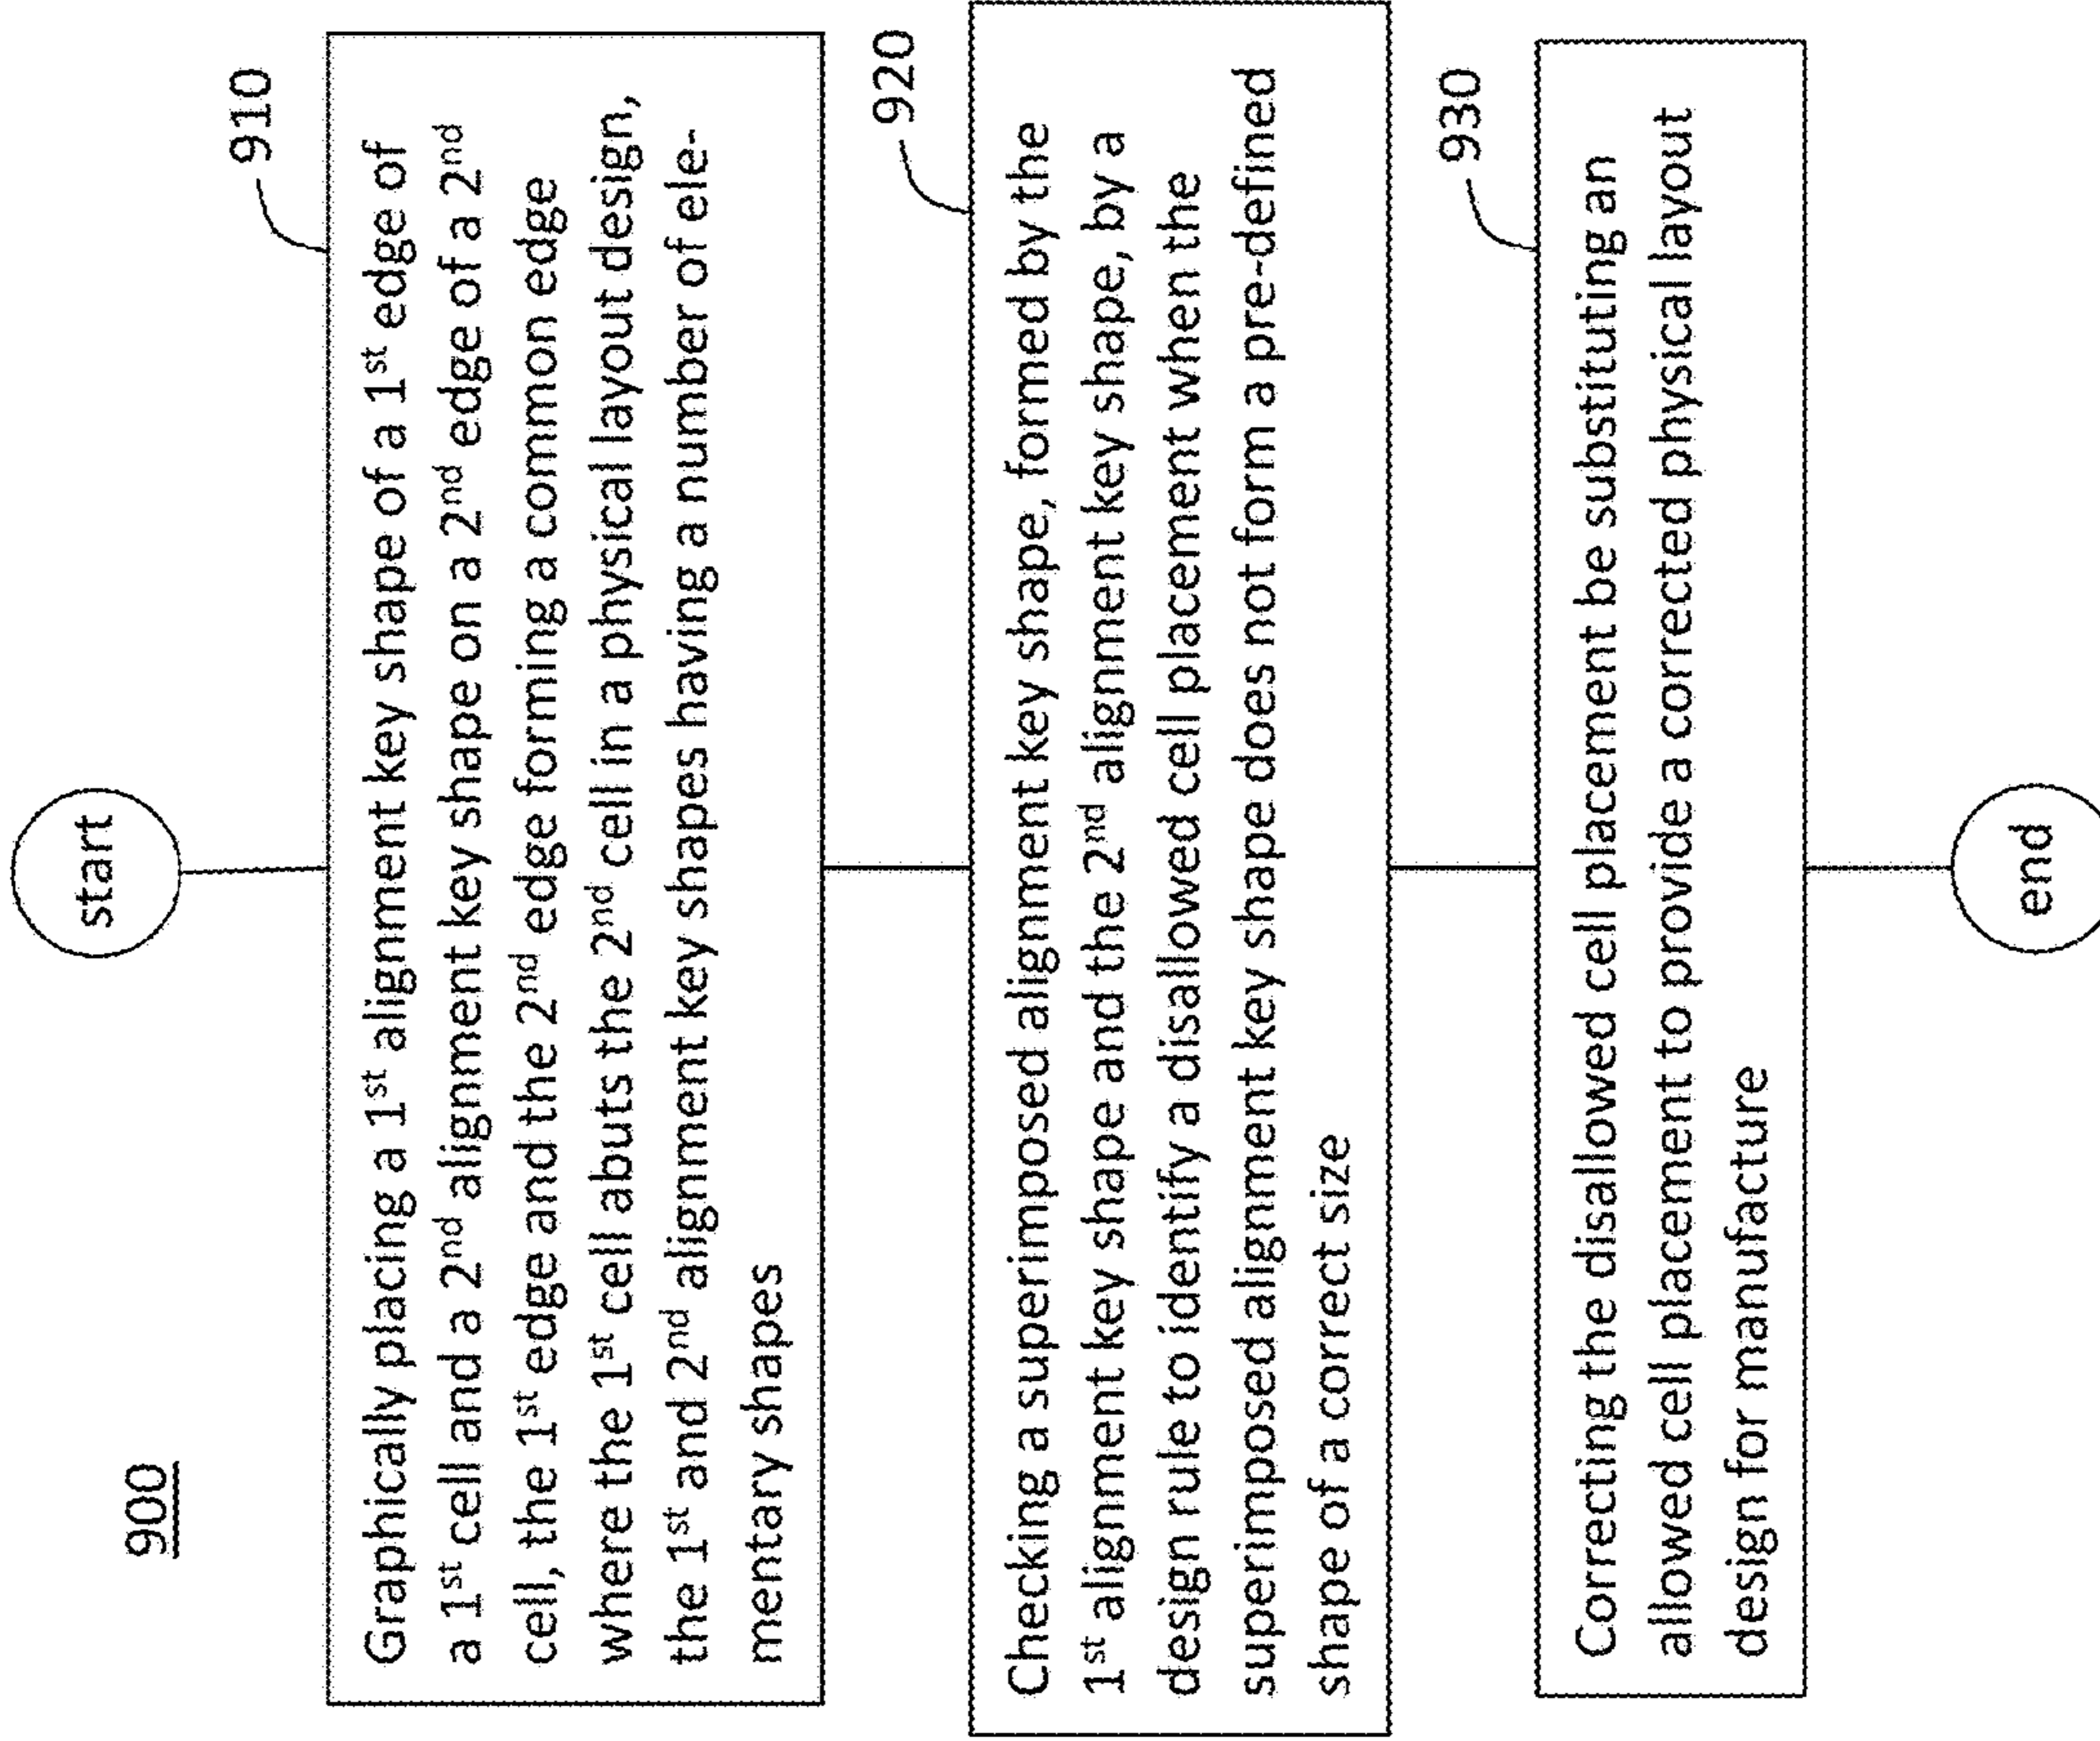 900
start
910
Graphically placing a 1st alignment key shape of a 1st edge of
a 1st cell and a 2nd alignment key shape on a 2nd edge of a 2nd
cell, the 1st edge and the 2nd edge forming a common edge
where the 1st cell abuts the 2nd cell in a physical layout design,
the 1st and 2nd alignment key shapes having a number of ele-
mentary shapes
920
Checking a superimposed alignment key shape, formed by the
1st alignment key shape and the 2nd alignment key shape, by a
design rule to identify a disallowed cell placement when the
superimposed alignment key shape does not form a pre-defined
shape of a correct size
930
Correcting the disallowed cell placement be substituting an
allowed cell placement to provide a corrected physical layout
design for manufacture
end